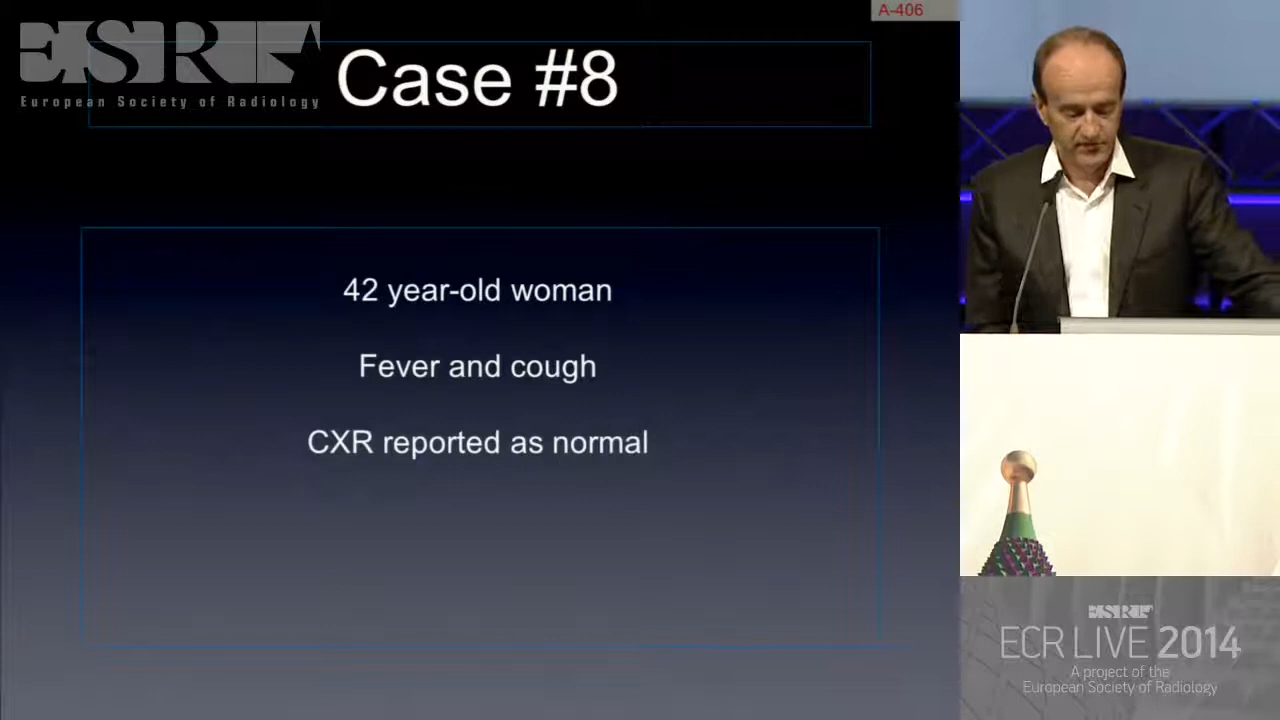 A-406
ESR
European Society of Radiology
Case #8
42 year-old woman
Fever and cough
CXR reported as normal
ESR
ECR LIVE 2014
A project of the
European Society of Radiology